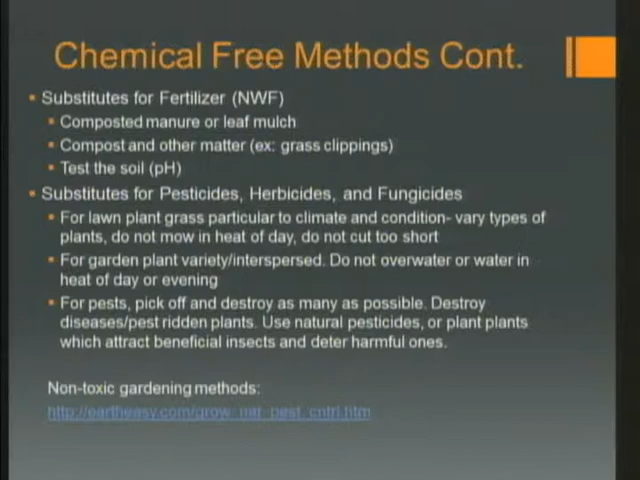 Chemical Free Methods Cont.
Substitutes for Fertilizer (NWF)
Composted manure or leaf mulch
Compost and other matter (ex: grass clippings)
Test the soil (pH)
Substitutes for Pesticides, Herbicides, and Fungicides
For lawn plant grass particular to climate and condition- vary types of
plants, do not mow in heat of day, do not cut too short
For garden plant variety/interspersed. Do not overwater or water in
heat of day or evening
For pests, pick off and destroy as many as possible. Destroy
diseases/pest ridden plants. Use natural pesticides, or plant plants
which attract beneficial insects and deter harmful ones.
Non-toxic gardening methods:
http://eartheasy.com/grow_nat_pest_cntrl.htm